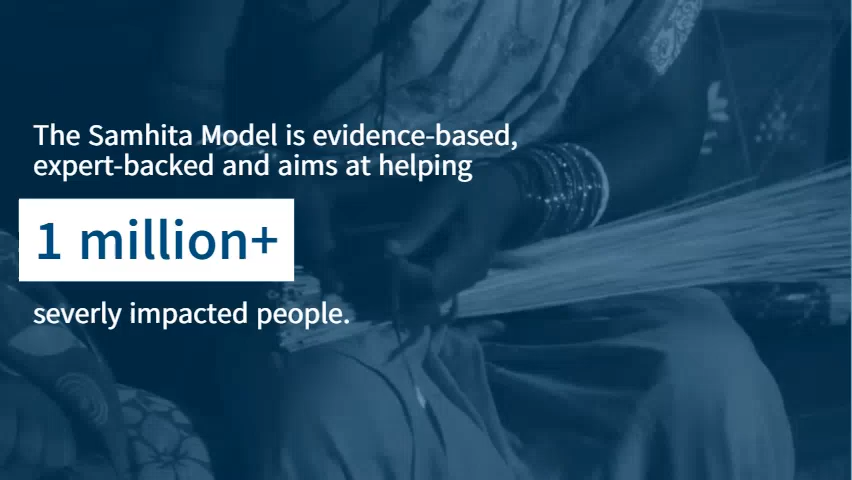 The Samhita Model is evidence-based,
expert-backed and aims at helping
1 million+
severly impacted people.